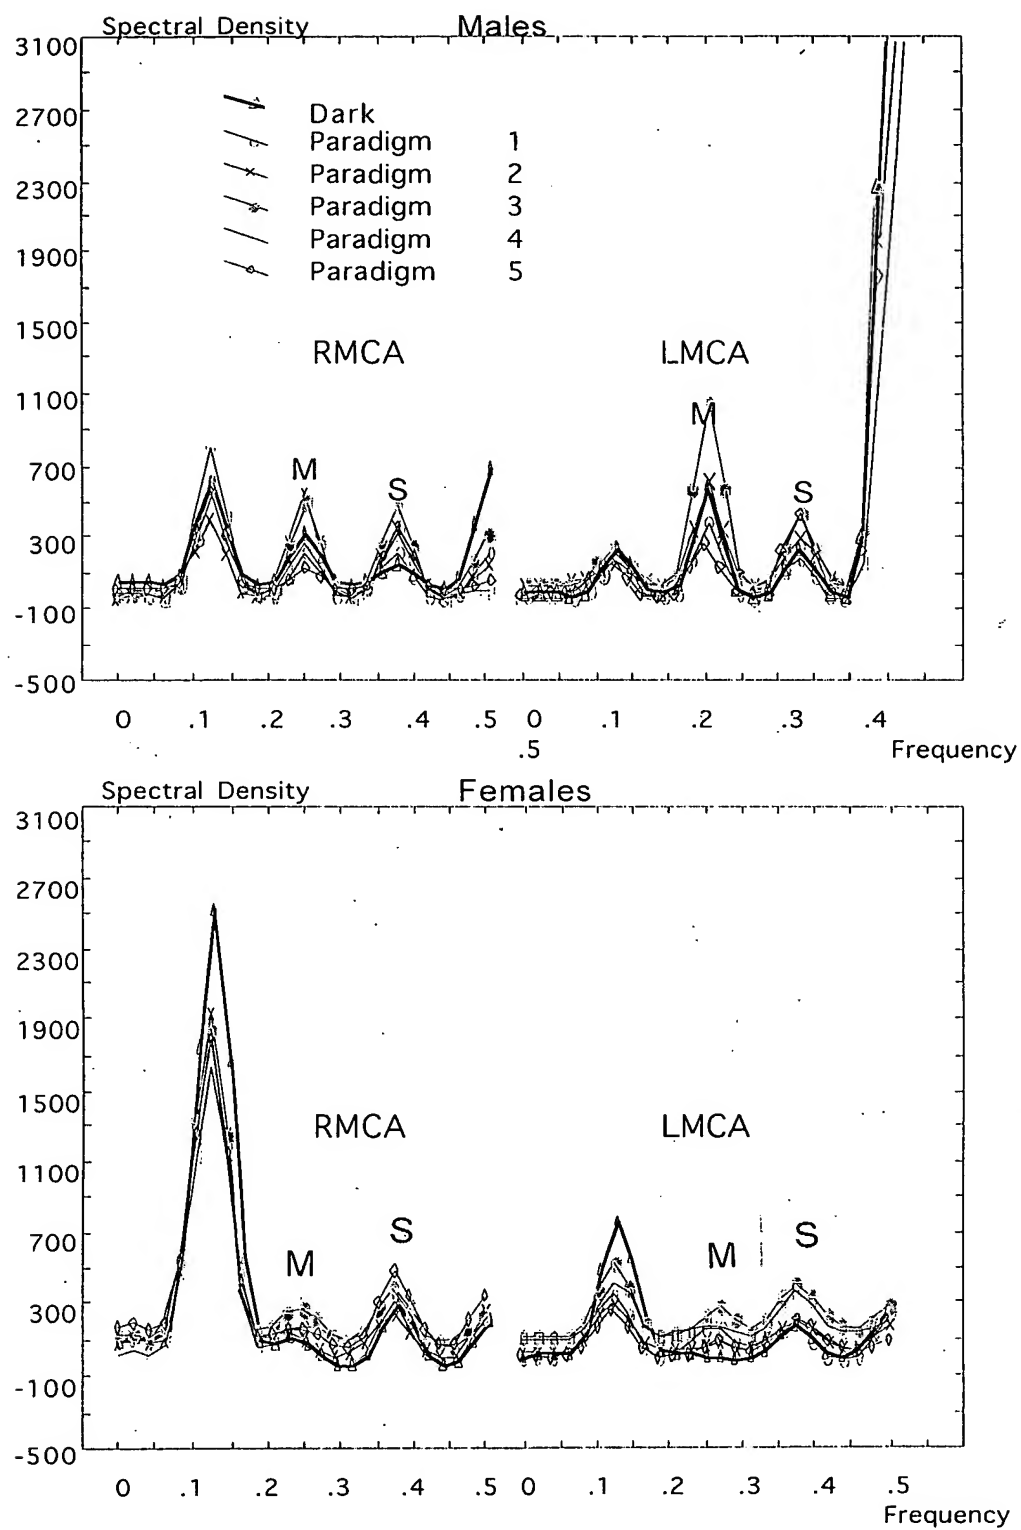 Spectral Density Males
3100
2700
2300
1900
1500
1100
700
300
-100
-500
Dark
Paradigm 1
Paradigm 2
Paradigm 3
Paradigm 4
Paradigm 5
RMCA LMCA
M
M S
S
0 .1 .2 .3 .4 .5 0 .1 .2 .3 .4
.5 Frequency
Spectral Density Females
3100
2700
2300
1900
1500
1100
700
300
-100
-500
RMCA LMCA
S S
M M
0 .1 .2 .3 .4 .5 0 .1 .2 .3 .4 .5
Frequency